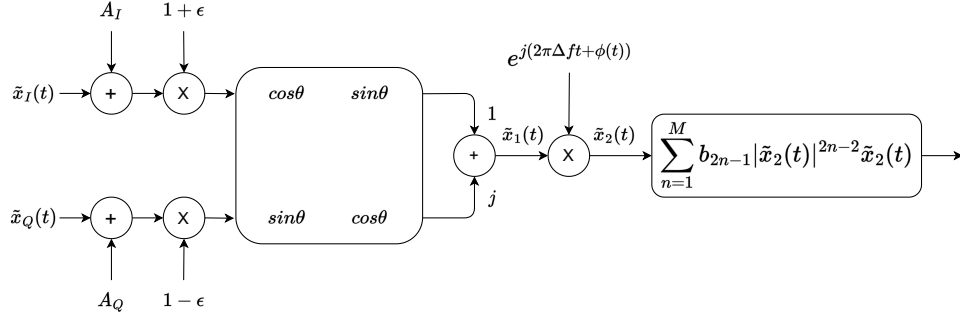 A_I 1 + ϵ
e^{j(2πΔft+ϕ(t))}
x̃_I(t) + X cosθ sinθ
1
x̃_1(t) x̃_2(t)
+ X \sum_{n=1}^{M} b_{2n-1}|x̃_2(t)|^{2n-2}x̃_2(t)
j
x̃_Q(t) + X sinθ cosθ
A_Q 1 − ϵ